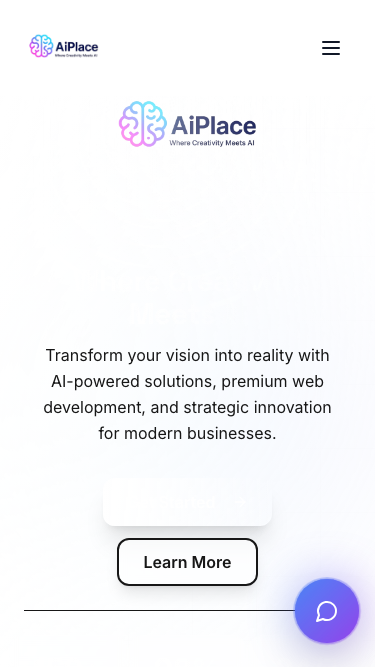 AiPlace
Where Creativity Meets AI
AiPlace
Where Creativity Meets AI
Transform your vision into reality with
AI-powered solutions, premium web
development, and strategic innovation
for modern businesses.
Learn More